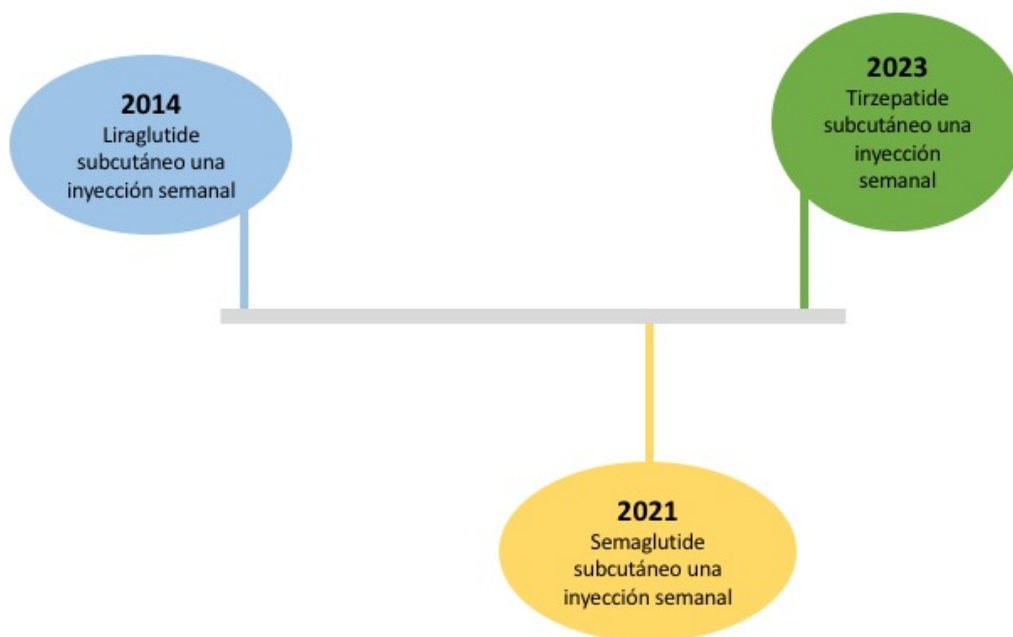 2014
Liraglutide
subcutáneo una
inyección semanal
2023
Tirzepatide
subcutáneo una
inyección
semanal
2021
Semaglutide
subcutáneo una
inyección semanal